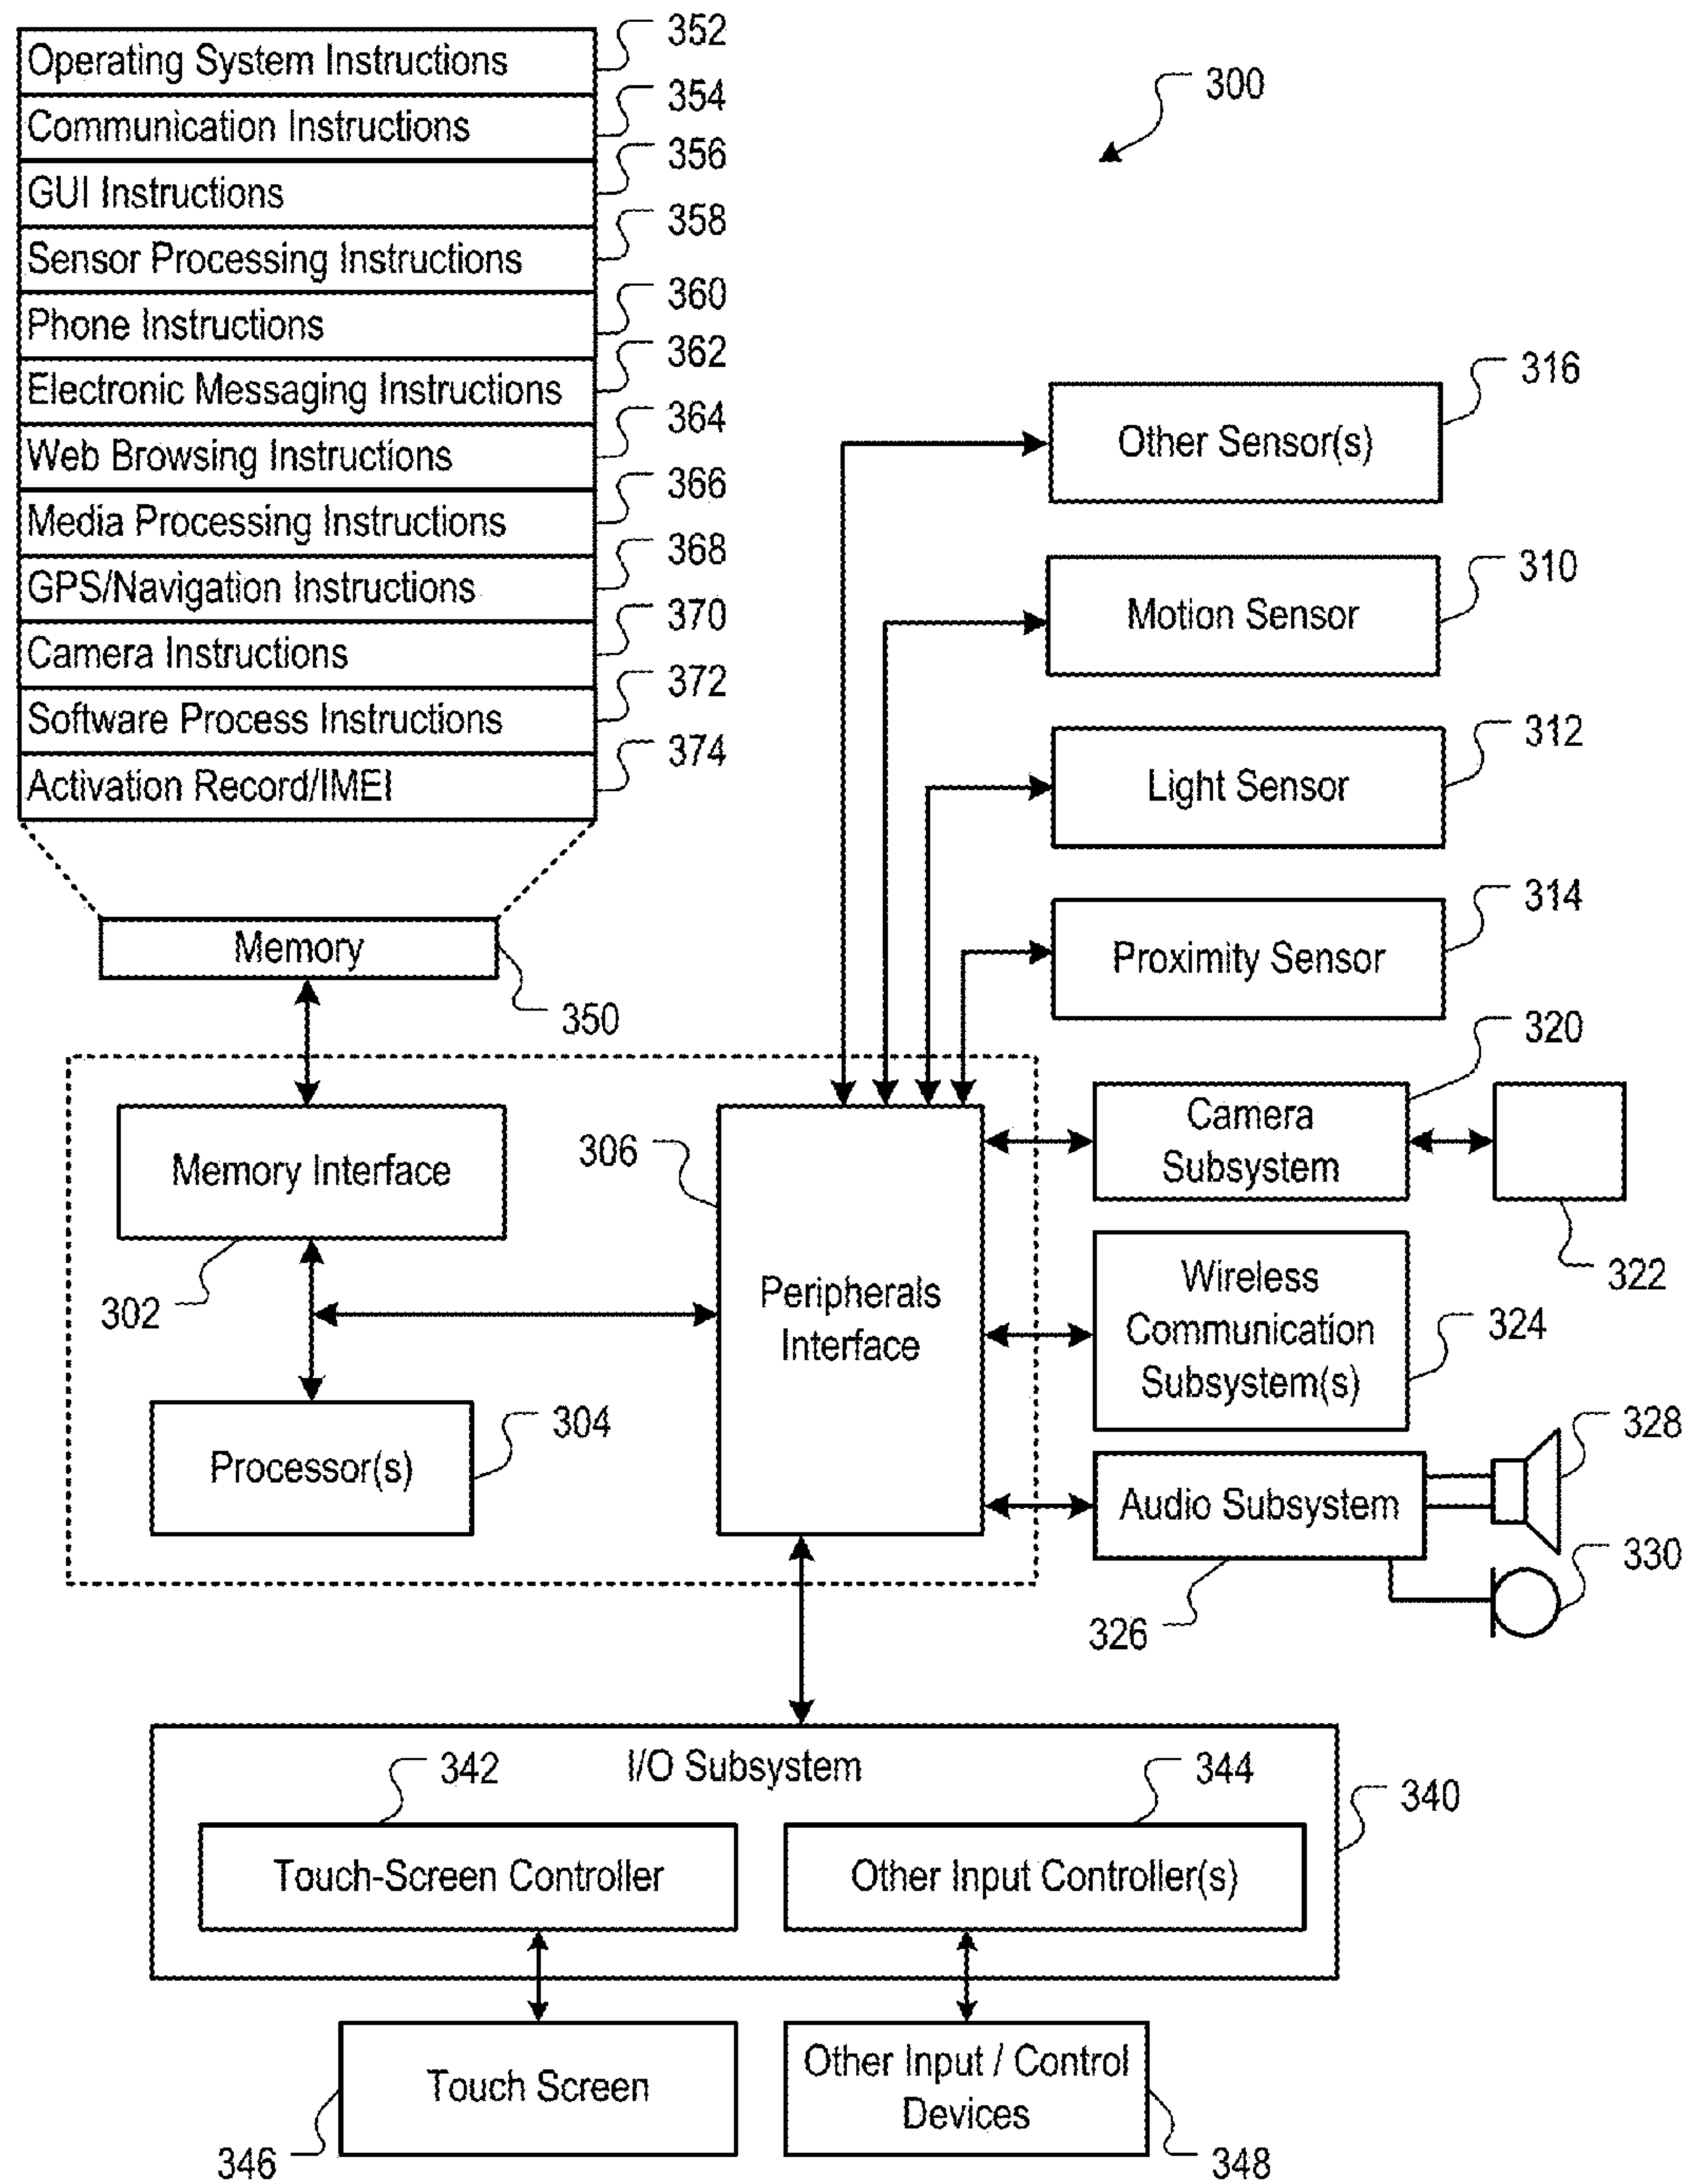 Operating System Instructions
352
Communication Instructions
354
GUI Instructions
356
Sensor Processing Instructions
358
Phone Instructions
360
Electronic Messaging Instructions
362
Web Browsing Instructions
364
Media Processing Instructions
366
GPS/Navigation Instructions
368
Camera Instructions
370
Software Process Instructions
372
Activation Record/IMEI
374
Memory
350
300
Other Sensor(s)
316
Motion Sensor
310
Light Sensor
312
Proximity Sensor
314
Memory Interface
302
Processor(s)
304
306
Peripherals
Interface
Camera
Subsystem
320
322
Wireless
Communication
Subsystem(s)
324
Audio Subsystem
326
328
330
I/O Subsystem
340
342
Touch-Screen Controller
344
Other Input Controller(s)
Touch Screen
346
Other Input / Control
Devices
348